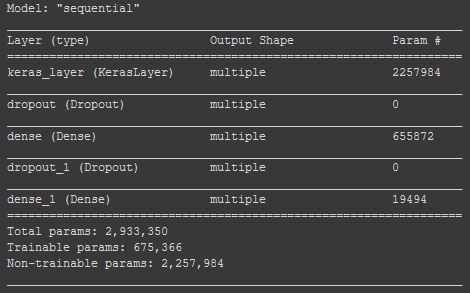 Model: "sequential"
Layer (type) Output Shape Param #
keras_layer (KerasLayer) multiple 2257984
dropout (Dropout) multiple 0
dense (Dense) multiple 655872
dropout_1 (Dropout) multiple 0
dense_1 (Dense) multiple 19494
Total params: 2,933,350
Trainable params: 675,366
Non-trainable params: 2,257,984